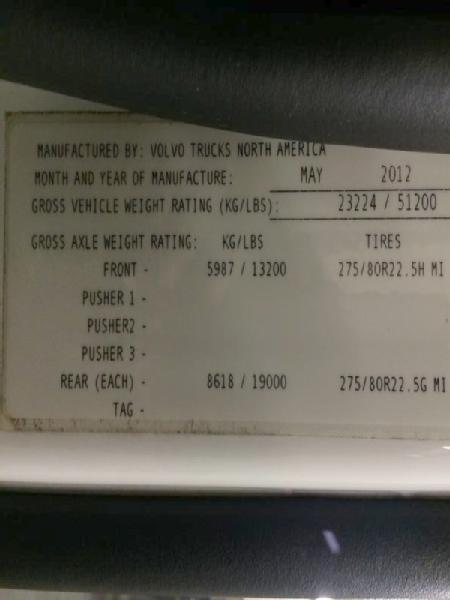 MANUFACTURED BY: VOLVO TRUCKS NORTH AMERICA
MONTH AND YEAR OF MANUFACTURE: MAY 2012
GROSS VEHICLE WEIGHT RATING (KG/LBS): 23224 / 51200
GROSS AXLE WEIGHT RATING: KG/LBS TIRES
FRONT - 5987 / 13200 275/80R22.5H MI
PUSHER 1 -
PUSHER2 -
PUSHER 3 -
REAR (EACH) - 8618 / 19000 275/80R22.5G MI
TAG -